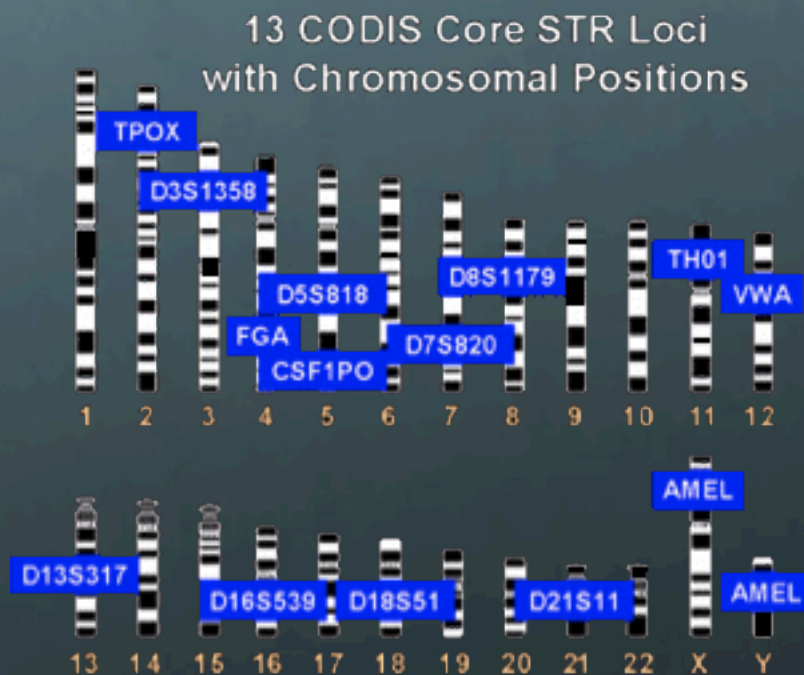 13 CODIS Core STR Loci
with Chromosomal Positions
TPOX
D3S1358
TH01
D8S1179
D5S818
VWA
FGA
D7S820
CSF1PO
1 2 3 4 5 6 7 8 9 10 11 12
AMEL
D13S317
D16S539
D18S51
D21S11
AMEL
13 14 15 16 17 18 19 20 21 22 X Y